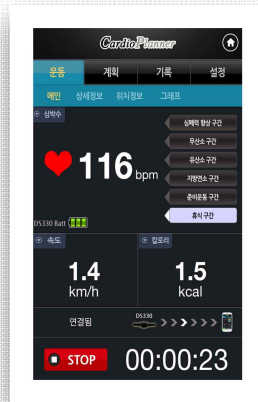 CardioPlanner
운동 계획 기록 설정
메인 상세정보 위치정보 그래프
심박수
116 bpm
심폐력 향상 구간
무산소 구간
유산소 구간
지방연소 구간
준비운동 구간
휴식 구간
DS330 Batt
속도 칼로리
1.4 1.5
km/h kcal
연결됨 DS330
STOP 00:00:23